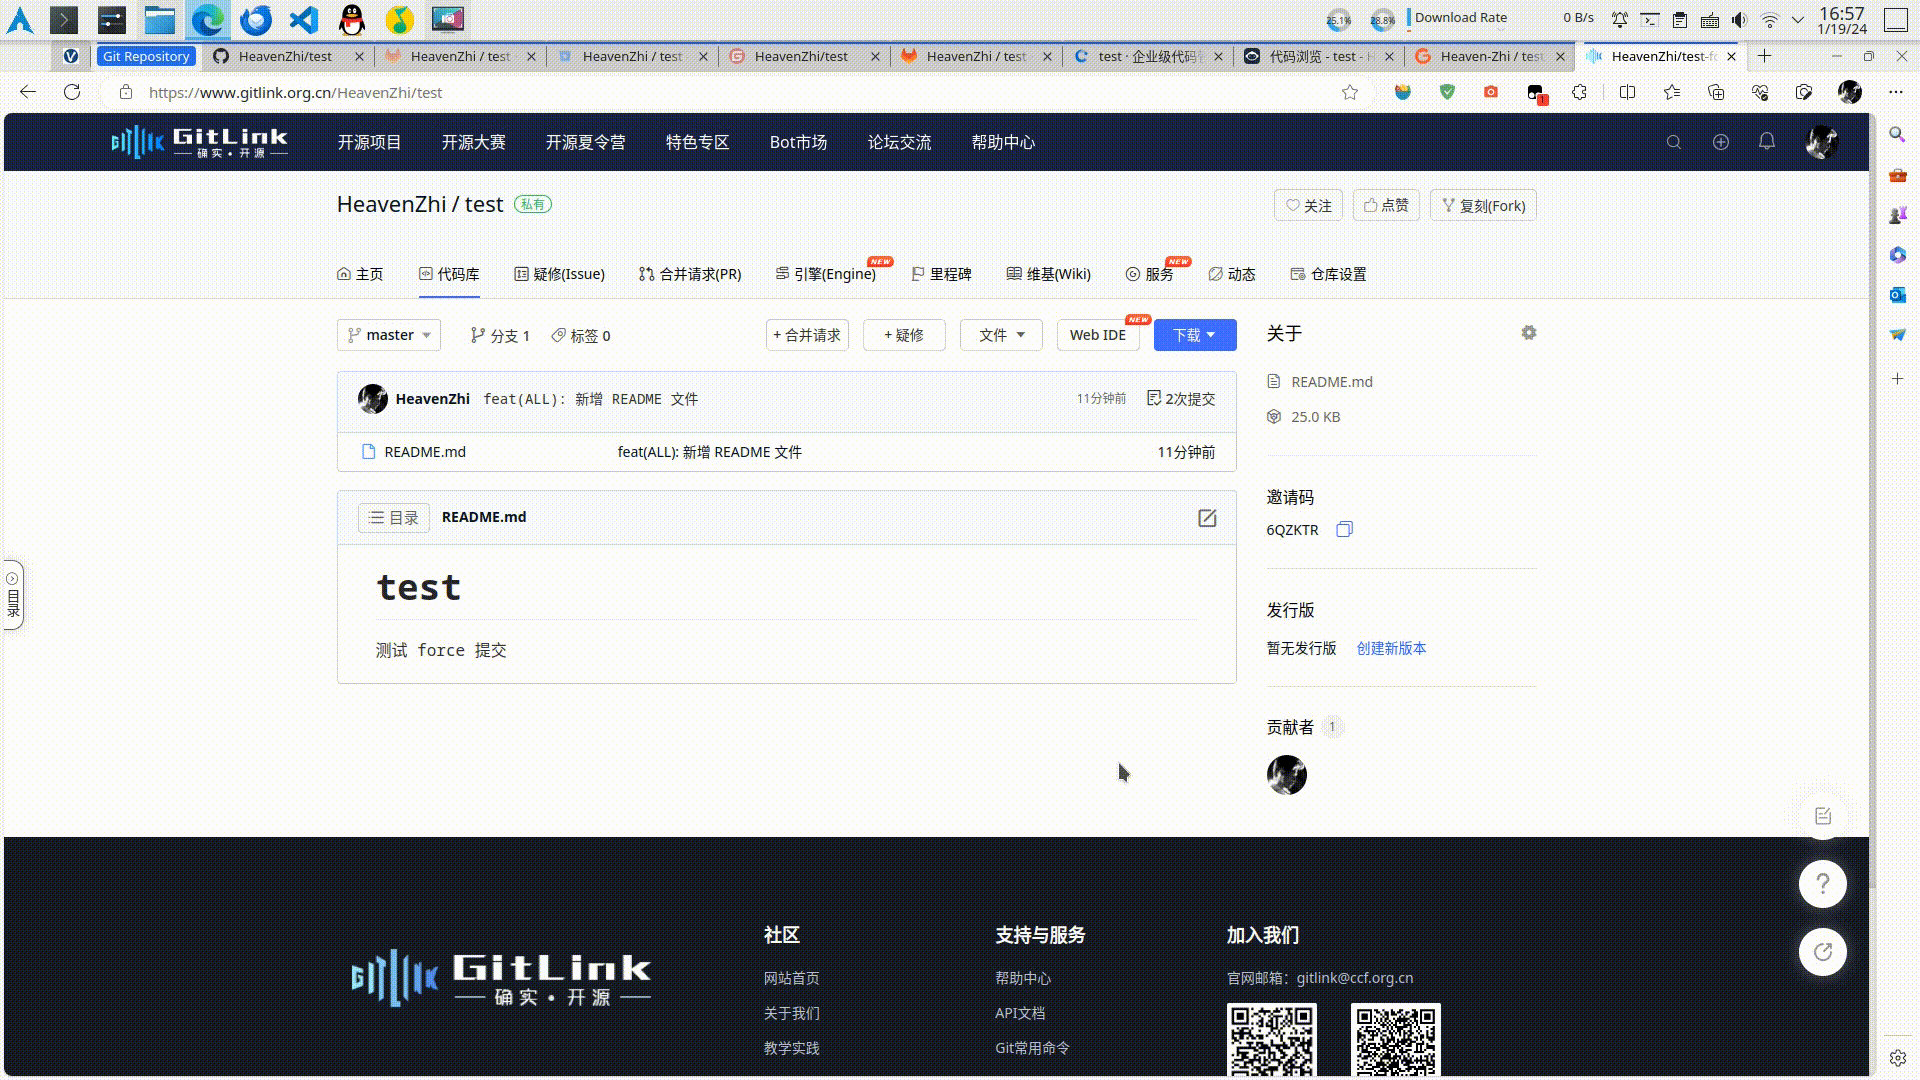 25.1%
28.8%
Download Rate
0 B/s
16:57
1/19/24
Git Repository
HeavenZhi/test
HeavenZhi / test
HeavenZhi / test
HeavenZhi/test
HeavenZhi / test
test · 企业级代码
代码浏览 - test - H
Heaven-Zhi / test
HeavenZhi/test-fo
https://www.gitlink.org.cn/HeavenZhi/test
1
GitLink
确实·开源
开源项目
开源大赛
开源夏令营
特色专区
Bot市场
论坛交流
帮助中心
HeavenZhi / test
私有
关注
点赞
复刻(Fork)
主页
代码库
疑修(Issue)
合并请求(PR)
引擎(Engine)
NEW
里程碑
维基(Wiki)
服务
NEW
动态
仓库设置
master
分支 1
标签 0
+ 合并请求
+ 疑修
文件
Web IDE
NEW
下载
HeavenZhi
feat(ALL): 新增 README 文件
11分钟前
2次提交
README.md
feat(ALL): 新增 README 文件
11分钟前
目录
README.md
test
测试 force 提交
关于
README.md
25.0 KB
邀请码
6QZKTR
发行版
暂无发行版
创建新版本
贡献者
1
目录
GitLink
确实·开源
社区
网站首页
关于我们
教学实践
支持与服务
帮助中心
API文档
Git常用命令
加入我们
官网邮箱：gitlink@ccf.org.cn